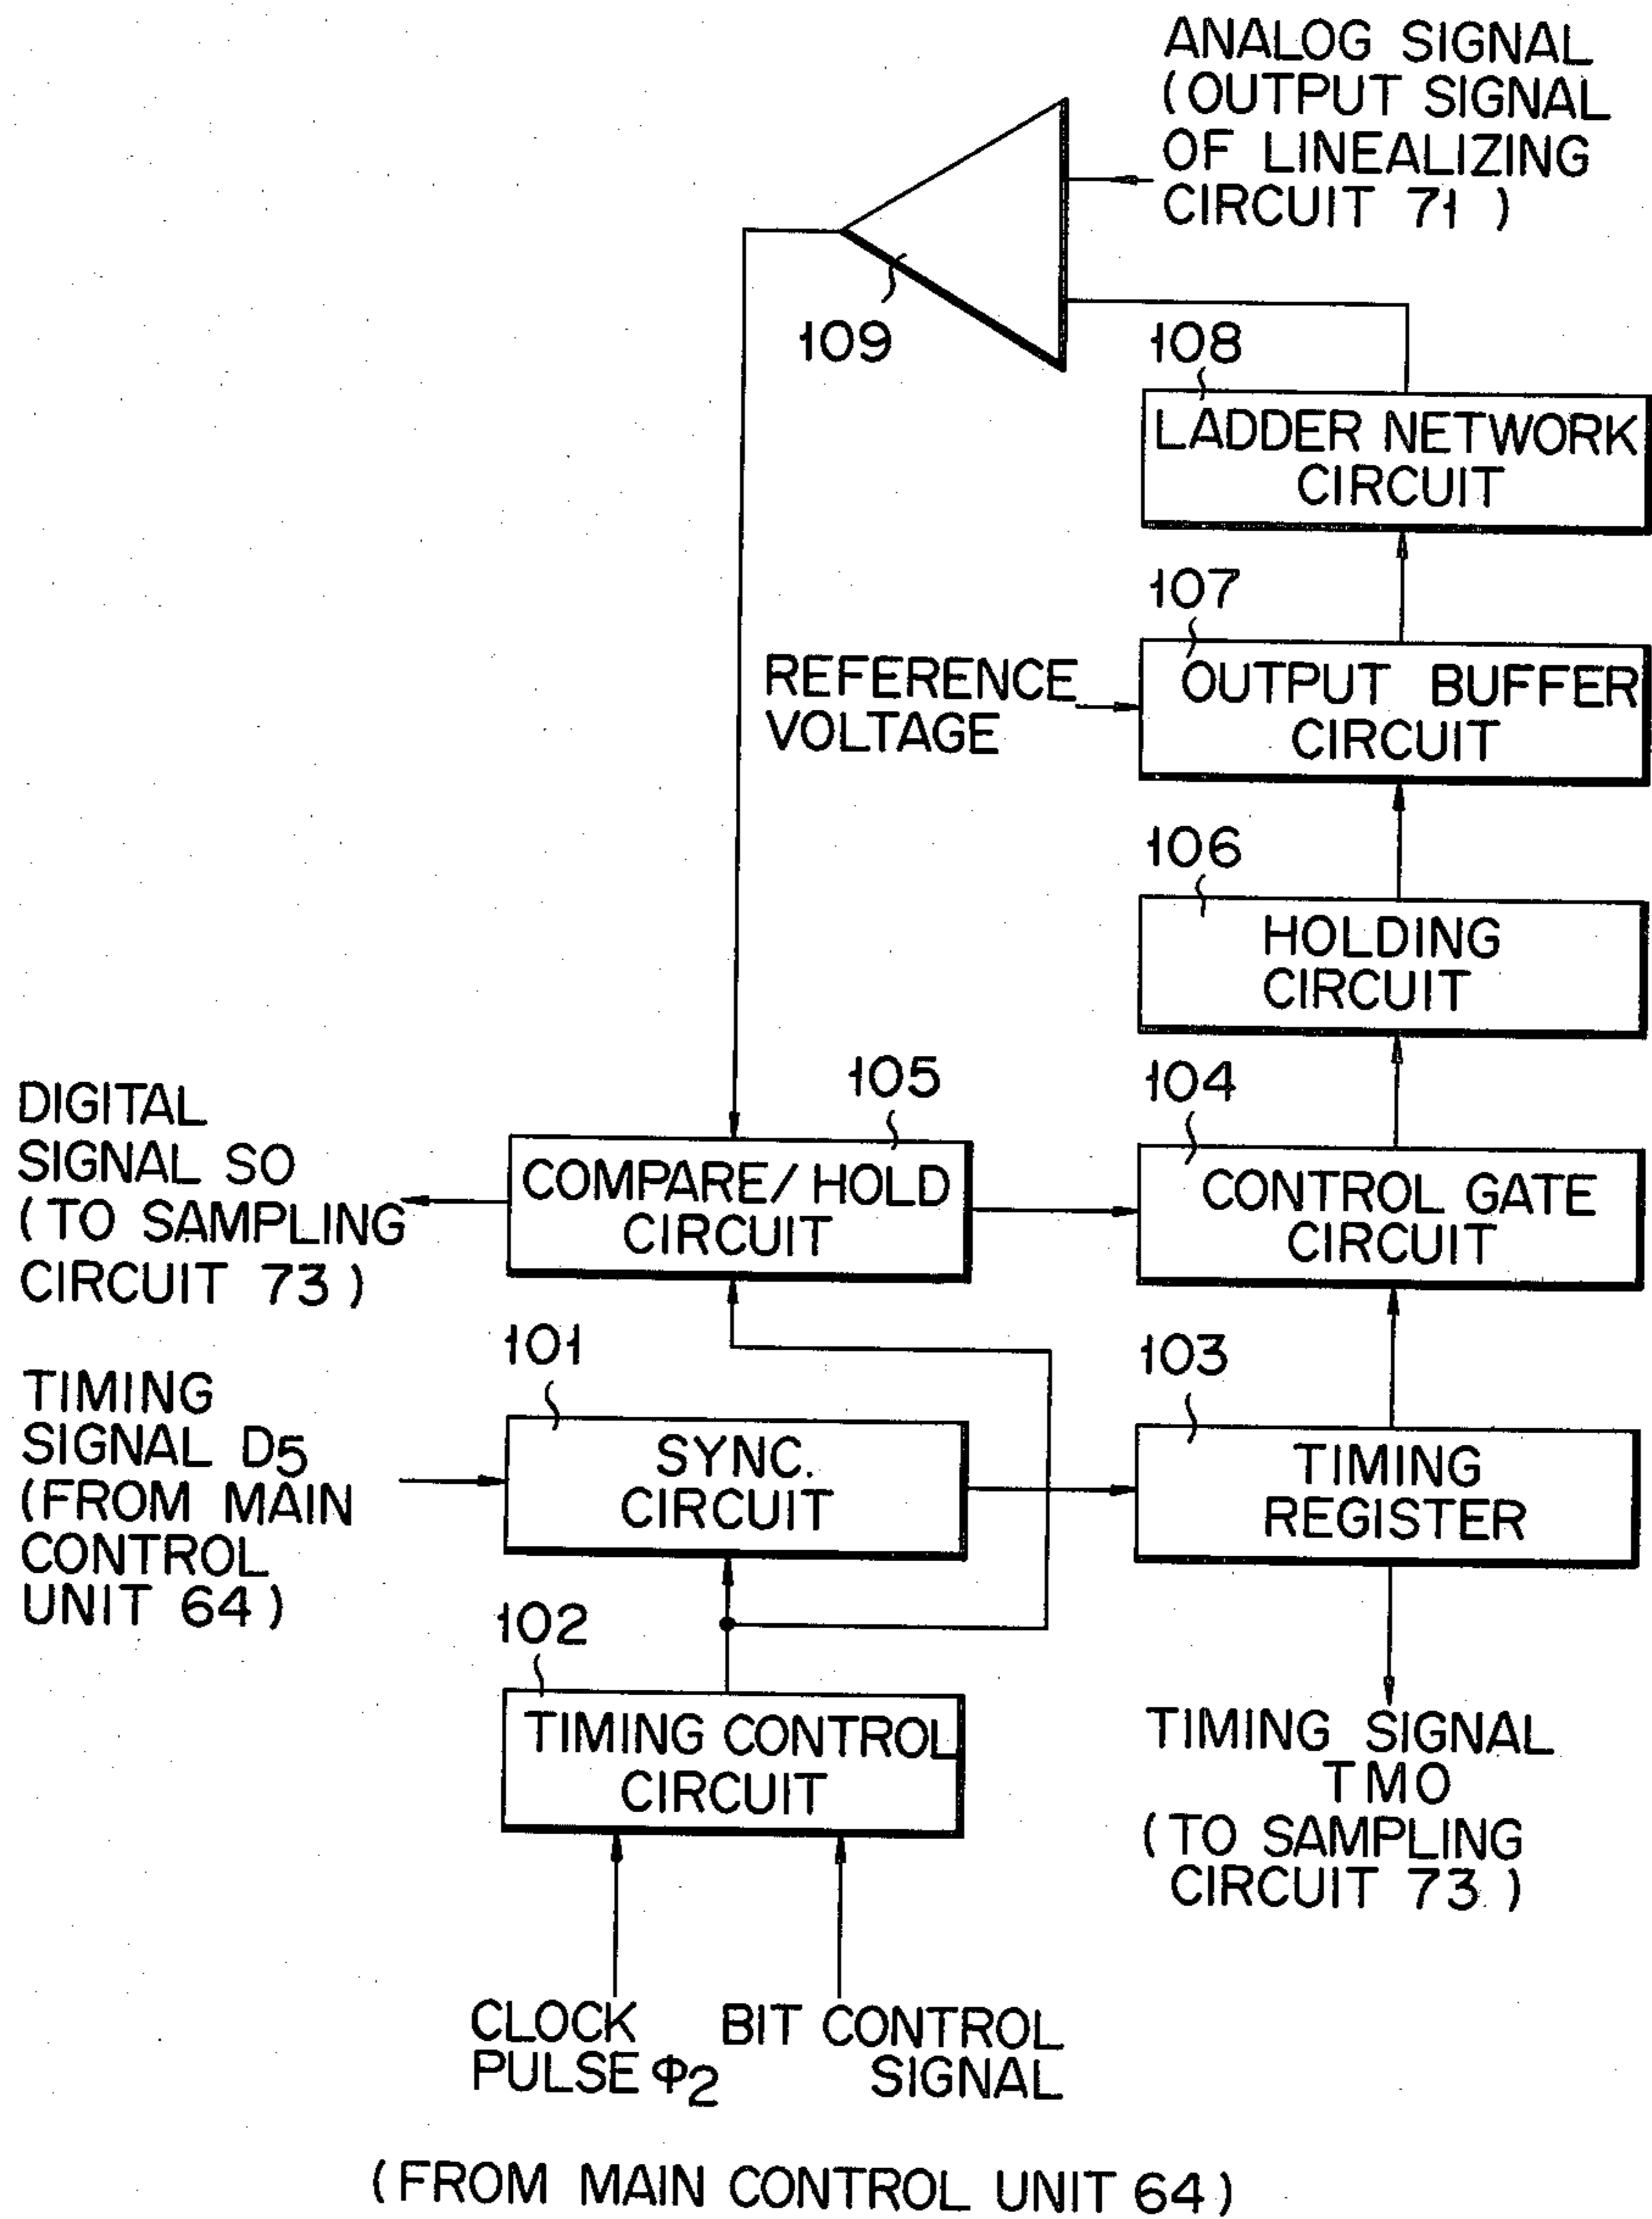 ANALOG SIGNAL
(OUTPUT SIGNAL
OF LINEALIZING
CIRCUIT 71)
109
108
LADDER NETWORK
CIRCUIT
107
REFERENCE
VOLTAGE
OUTPUT BUFFER
CIRCUIT
106
HOLDING
CIRCUIT
105
104
DIGITAL
SIGNAL SO
(TO SAMPLING
CIRCUIT 73)
COMPARE/HOLD
CIRCUIT
CONTROL GATE
CIRCUIT
101
103
TIMING
SIGNAL D5
(FROM MAIN
CONTROL
UNIT 64)
SYNC.
CIRCUIT
TIMING
REGISTER
102
TIMING CONTROL
CIRCUIT
TIMING SIGNAL
TMO
(TO SAMPLING
CIRCUIT 73)
CLOCK
PULSE Φ2
BIT CONTROL
SIGNAL
(FROM MAIN CONTROL UNIT 64)